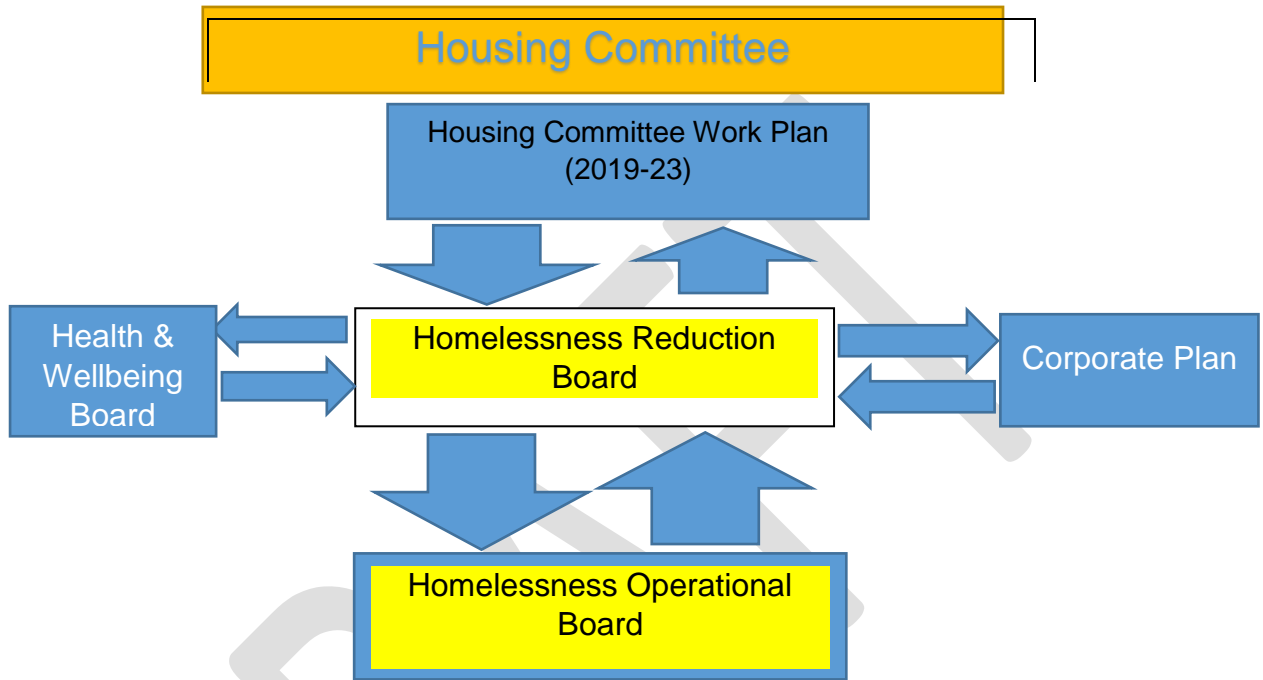 Housing Committee
Housing Committee Work Plan
(2019-23)
Health &
Wellbeing
Board
Homelessness Reduction
Board
Corporate Plan
Homelessness Operational
Board